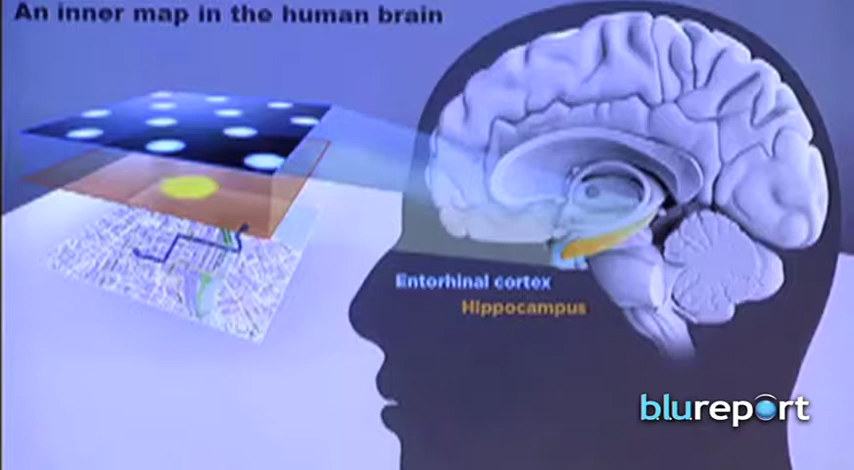 An inner map in the human brain
Entorhinal cortex
Hippocampus
blureport